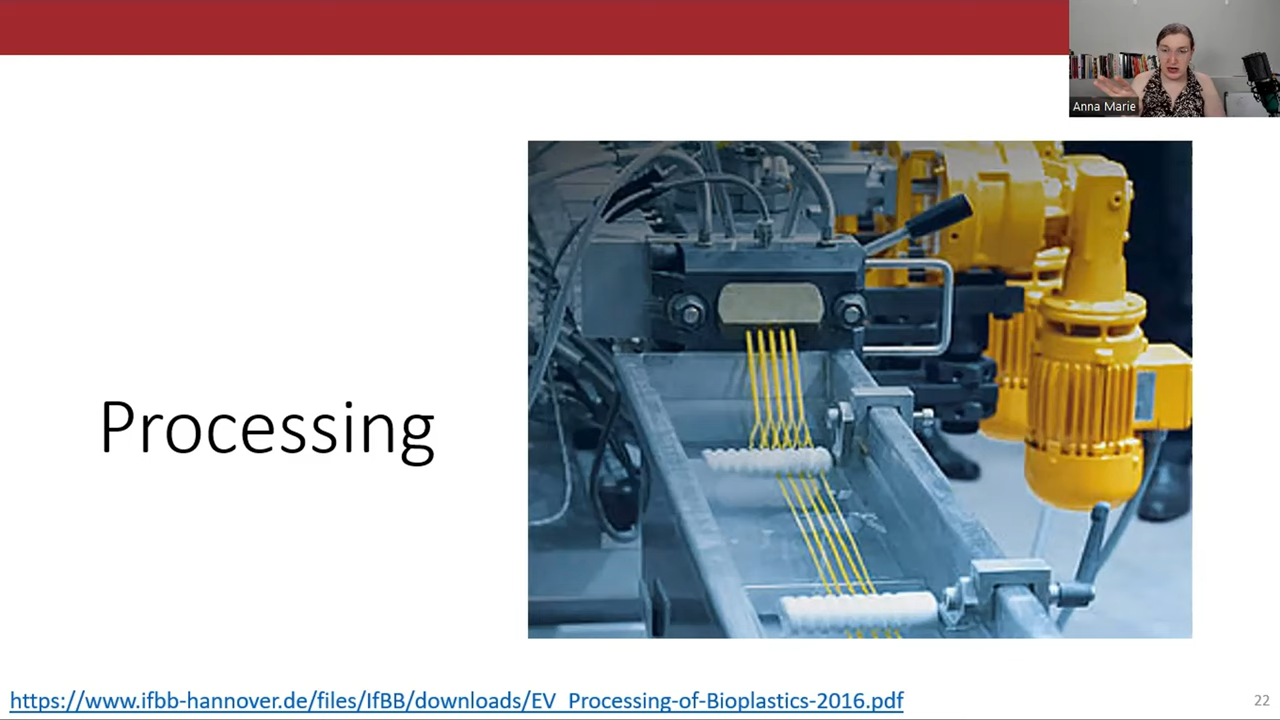 Anna Marie
Processing
https://www.ifbb-hannover.de/files/IfBB/downloads/EV_Processing-of-Bioplastics-2016.pdf
22